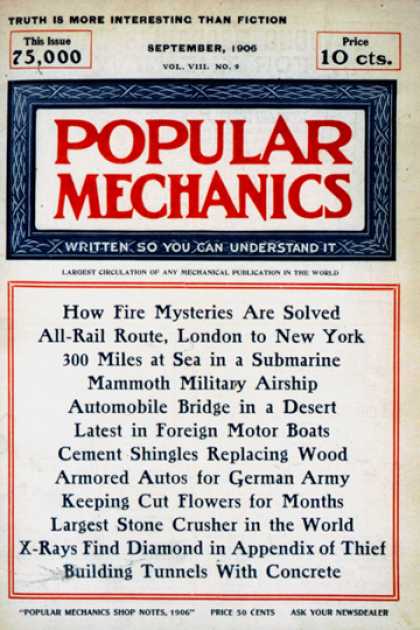 TRUTH IS MORE INTERESTING THAN FICTION
This Issue
75,000
SEPTEMBER, 1906
VOL. VIII. NO. 9
Price
10 cts.
POPULAR
MECHANICS
WRITTEN SO YOU CAN UNDERSTAND IT
LARGEST CIRCULATION OF ANY MECHANICAL PUBLICATION IN THE WORLD
How Fire Mysteries Are Solved
All-Rail Route, London to New York
300 Miles at Sea in a Submarine
Mammoth Military Airship
Automobile Bridge in a Desert
Latest in Foreign Motor Boats
Cement Shingles Replacing Wood
Armored Autos for German Army
Keeping Cut Flowers for Months
Largest Stone Crusher in the World
X-Rays Find Diamond in Appendix of Thief
Building Tunnels With Concrete
"POPULAR MECHANICS SHOP NOTES, 1906" PRICE 50 CENTS ASK YOUR NEWSDEALER